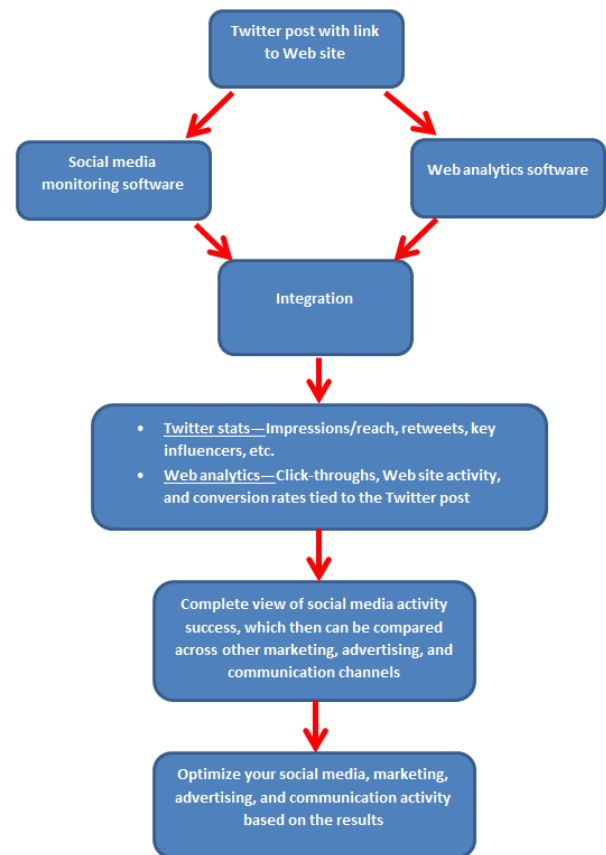 Twitter post with link
to Web site
Social media
monitoring software
Web analytics software
Integration
• Twitter stats—Impressions/reach, retweets, key
influencers, etc.
• Web analytics—Click-throughs, Web site activity,
and conversion rates tied to the Twitter post
Complete view of social media activity
success, which then can be compared
across other marketing, advertising, and
communication channels
Optimize your social media, marketing,
advertising, and communication activity
based on the results